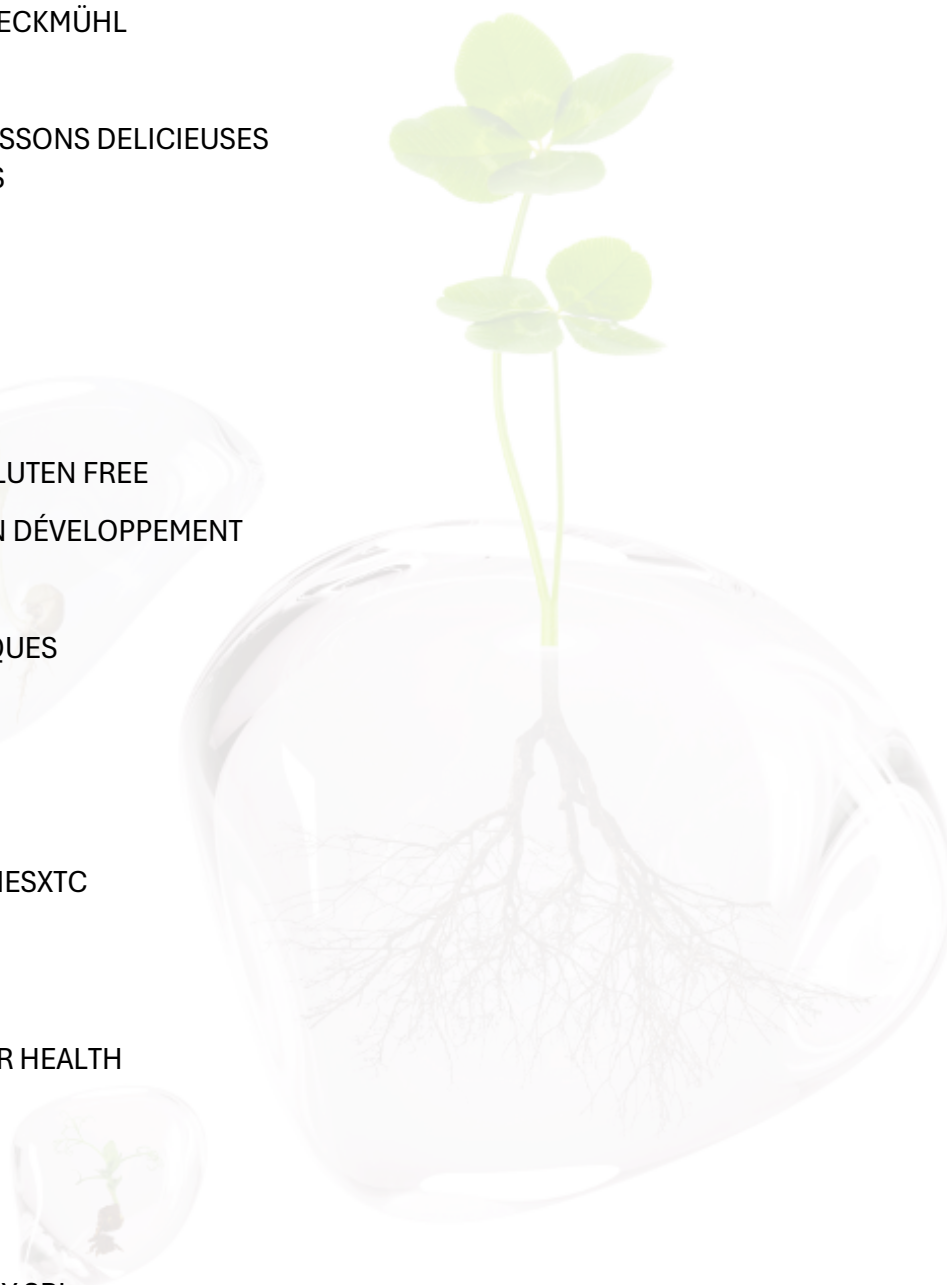 ECKMÜHL
SSONS DELICIEUSES
S
LUTEN FREE
N DÉVELOPPEMENT
QUES
IESXTC
R HEALTH